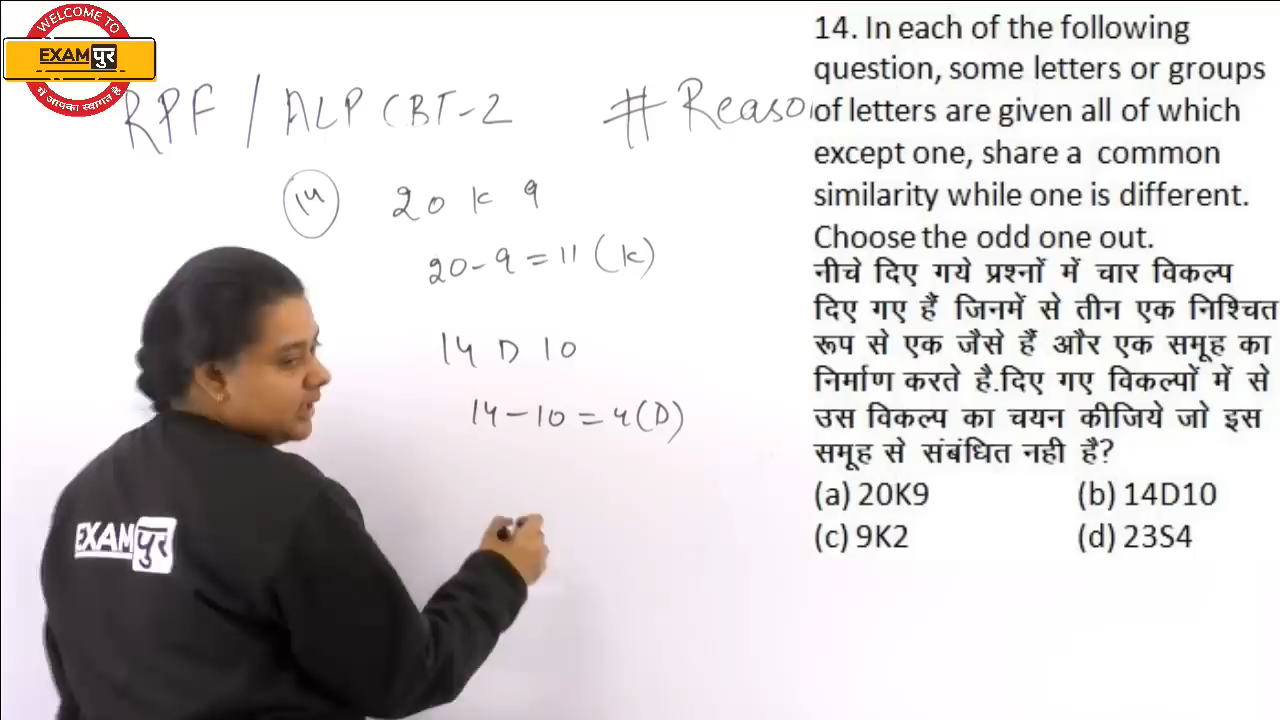 WELCOME TO
EXAMपुर
में आपका स्वागत है
RPF / ALP CBT-2 # Reaso
14
20 K 9
20-9=11 (K)
14 D 10
14-10=4(D)
EXAMपुर
14. In each of the following
question, some letters or groups
of letters are given all of which
except one, share a common
similarity while one is different.
Choose the odd one out.
नीचे दिए गये प्रश्नों में चार विकल्प
दिए गए हैं जिनमें से तीन एक निश्चित
रूप से एक जैसे हैं और एक समूह का
निर्माण करते है.दिए गए विकल्पों में से
उस विकल्प का चयन कीजिये जो इस
समूह से संबंधित नही है?
(a) 20K9 (b) 14D10
(c) 9K2 (d) 23S4